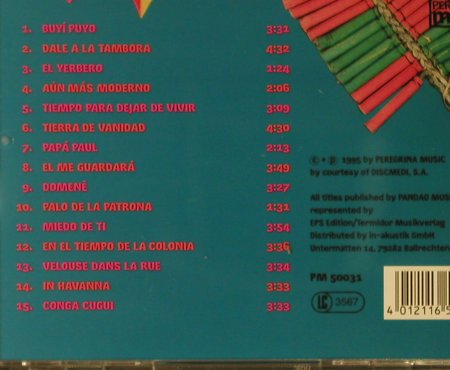 1. BUYÍ PUYO 3:31
2. DALE A LA TAMBORA 4:32
3. EL YERBERO 1:24
4. AÚN MÁS MODERNO 2:06
5. TIEMPO PARA DEJAR DE VIVIR 3:09
6. TIERRA DE VANIDAD 4:30
7. PAPÁ PAUL 2:13
8. EL ME GUARDARÁ 3:49
9. DOMENÉ 3:27
10. PALO DE LA PATRONA 1:31
11. MIEDO DE TI 3:54
12. EN EL TIEMPO DE LA COLONIA 3:36
13. VELOUSE DANS LA RUE 3:34
14. IN HAVANNA 3:33
15. CONGA CUGUI 3:33
© + ℗ 1995 by PEREGRINA MUSIC
by courtesy of DISCMEDI, S.A.
All titles published by PANDAO MUS
represented by
EPS Edition/Termidor Musikverlag
Distributed by in-akustik GmbH
Untermatten 14, 79282 Ballrechten
PM 50031
LC 3567
4 012116 5